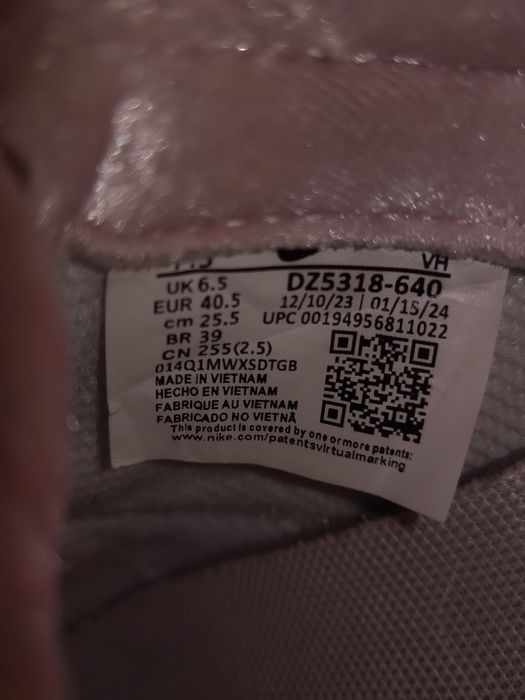 VH
UK 6.5
EUR 40.5
cm 25.5
BR 39
CN 255(2.5)
DZ5318-640
12/10/23 | 01/15/24
UPC 00194956811022
014Q1MWXSDTGB
MADE IN VIETNAM
HECHO EN VIETNAM
FABRIQUE AU VIETNAM
FABRICADO NO VIETNÃ
This product is covered by one or more patents:
www.nike.com/patentsvirtualmarking